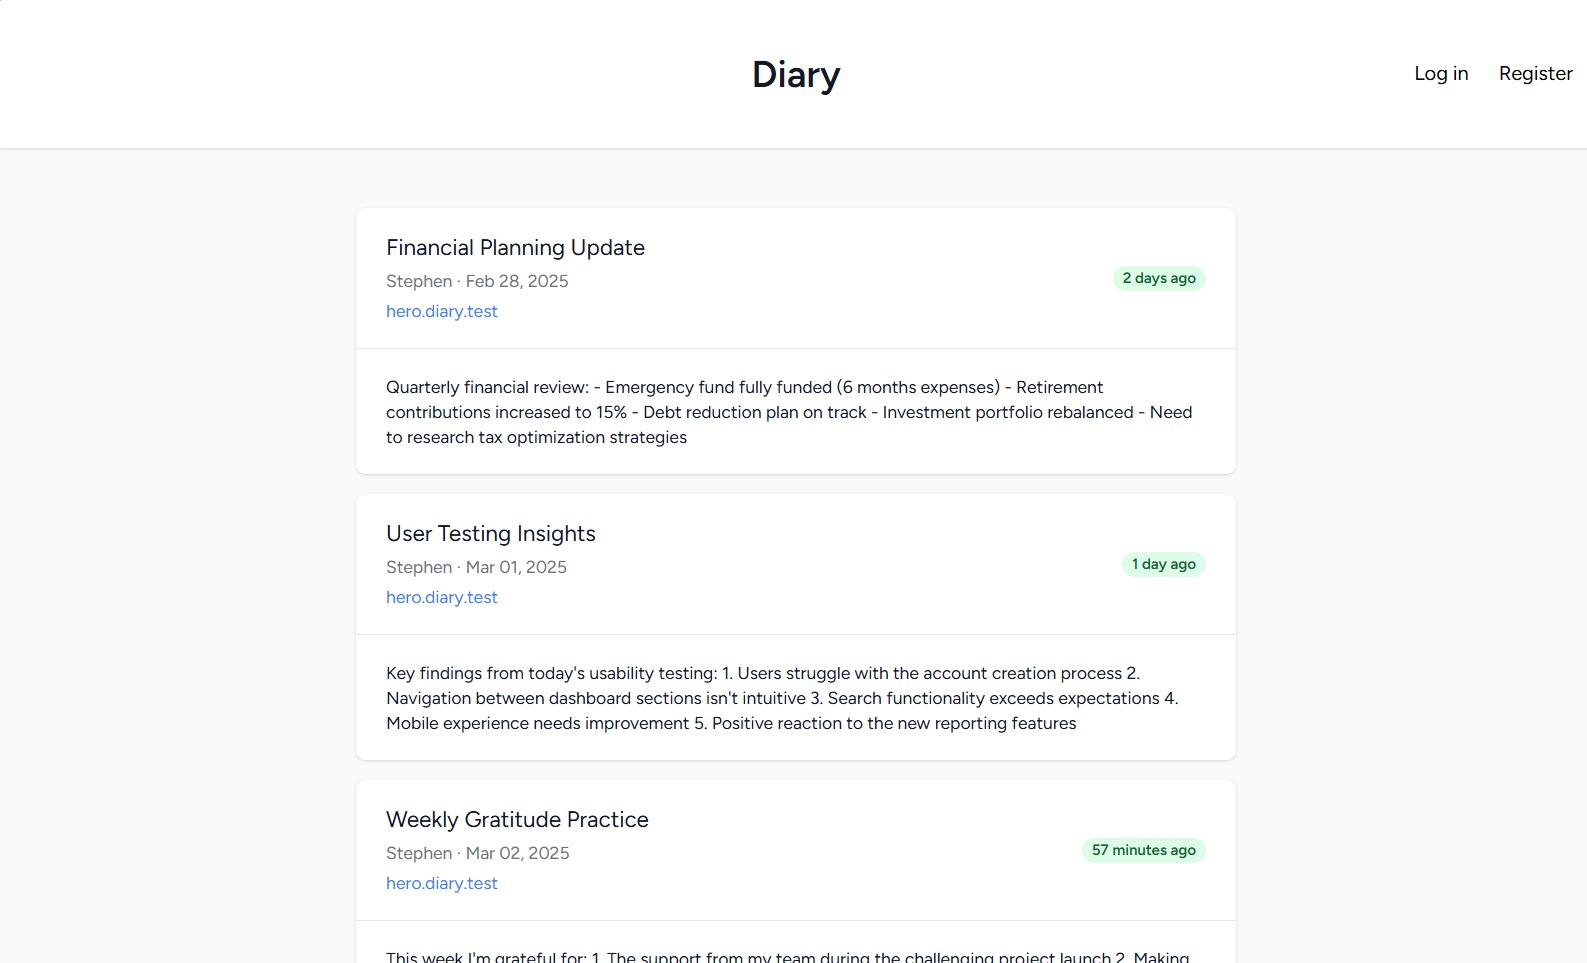 Diary
Log in
Register
Financial Planning Update
Stephen · Feb 28, 2025
2 days ago
hero.diary.test
Quarterly financial review: - Emergency fund fully funded (6 months expenses) - Retirement
contributions increased to 15% - Debt reduction plan on track - Investment portfolio rebalanced - Need
to research tax optimization strategies
User Testing Insights
Stephen · Mar 01, 2025
1 day ago
hero.diary.test
Key findings from today's usability testing: 1. Users struggle with the account creation process 2.
Navigation between dashboard sections isn't intuitive 3. Search functionality exceeds expectations 4.
Mobile experience needs improvement 5. Positive reaction to the new reporting features
Weekly Gratitude Practice
Stephen · Mar 02, 2025
57 minutes ago
hero.diary.test
This week I'm grateful for: 1. The support from my team during the challenging project launch 2. Making